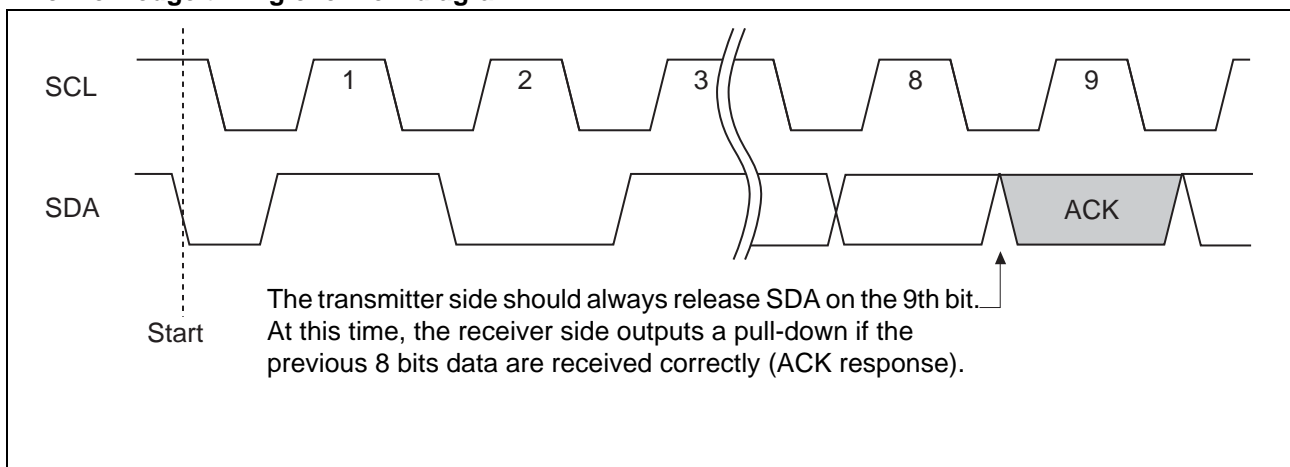 SCL
1
2
3
8
9
SDA
ACK
Start
The transmitter side should always release SDA on the 9th bit.
At this time, the receiver side outputs a pull-down if the
previous 8 bits data are received correctly (ACK response).